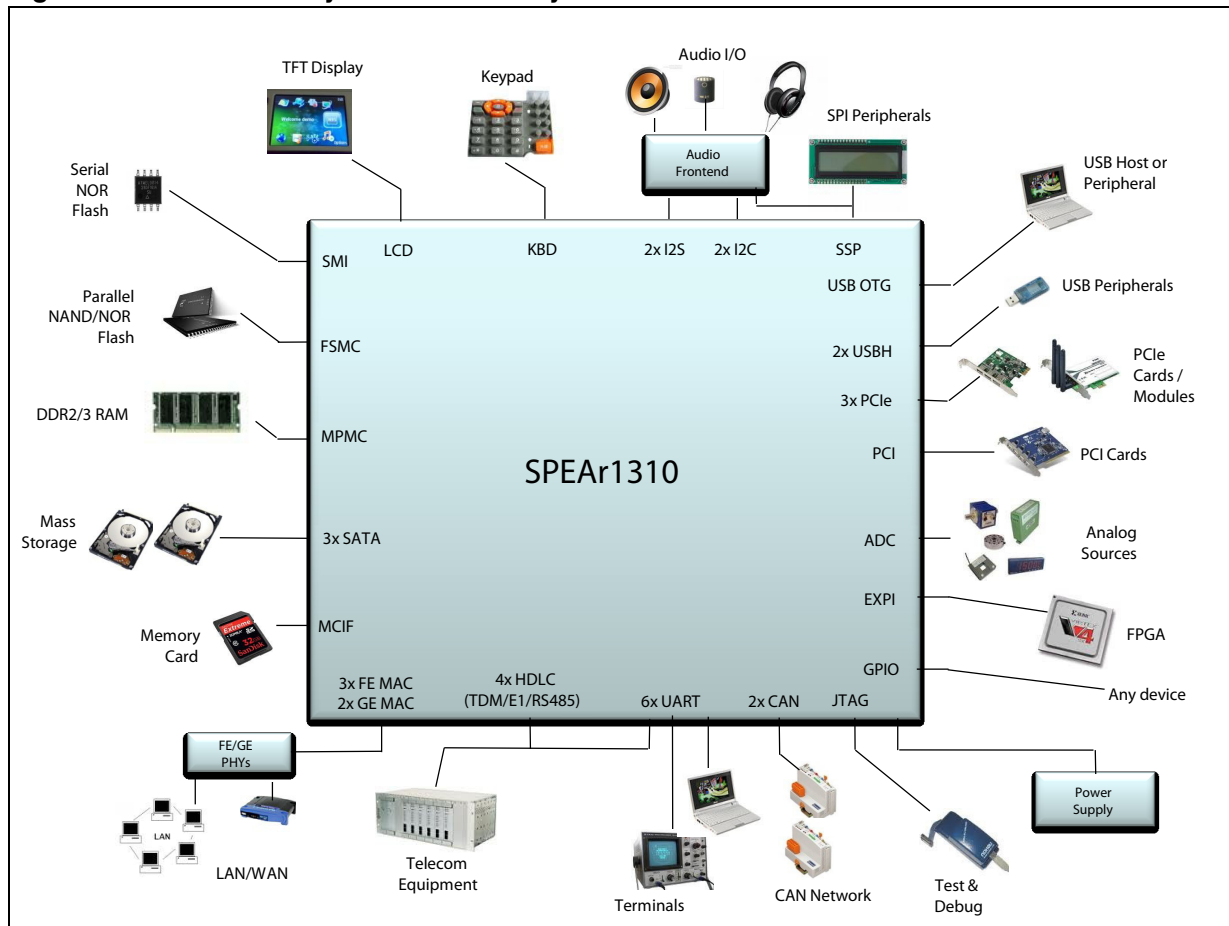 TFT Display
Keypad
Audio I/O
SPI Peripherals
Audio
Frontend
USB Host or
Peripheral
Serial
NOR
Flash
LCD
KBD
2x I2S
2x I2C
SSP
SMI
USB OTG
USB Peripherals
Parallel
NAND/NOR
Flash
FSMC
2x USBH
PCIe
Cards /
Modules
3x PCIe
DDR2/3 RAM
MPMC
PCI
PCI Cards
SPEAr1310
Mass
Storage
3x SATA
ADC
Analog
Sources
EXPI
FPGA
Memory
Card
MCIF
Extreme
SanDisk
GPIO
Any device
3x FE MAC
2x GE MAC
4x HDLC
(TDM/E1/RS485)
6x UART
2x CAN
JTAG
FE/GE
PHYs
Power
Supply
LAN
LAN/WAN
Telecom
Equipment
Terminals
CAN Network
Test &
Debug